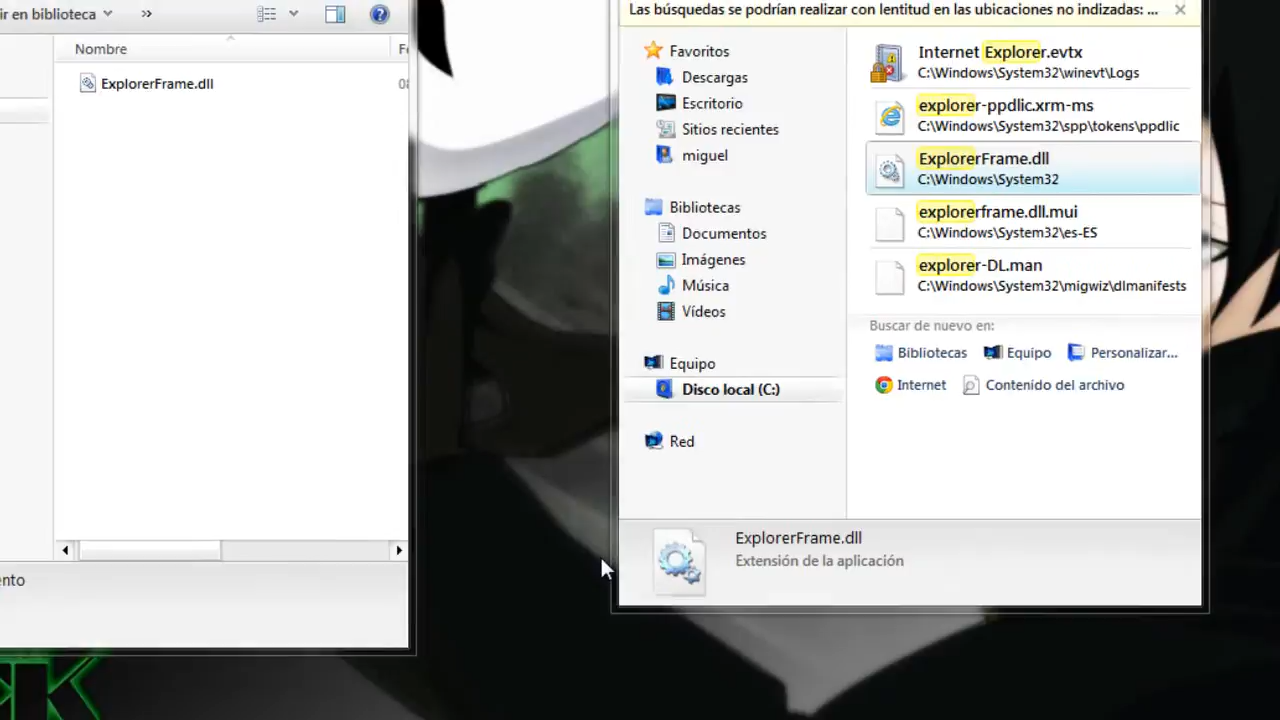 ir en biblioteca
»
Nombre
F
ExplorerFrame.dll
08
ento
Las búsquedas se podrían realizar con lentitud en las ubicaciones no indizadas: ...
Favoritos
Descargas
Escritorio
Sitios recientes
miguel
Bibliotecas
Documentos
Imágenes
Música
Vídeos
Equipo
Disco local (C:)
Red
Internet Explorer.evtx
C:\Windows\System32\winevt\Logs
explorer-ppdlic.xrm-ms
C:\Windows\System32\spp\tokens\ppdlic
ExplorerFrame.dll
C:\Windows\System32
explorerframe.dll.mui
C:\Windows\System32\es-ES
explorer-DL.man
C:\Windows\System32\migwiz\dlmanifests
Buscar de nuevo en:
Bibliotecas Equipo Personalizar...
Internet Contenido del archivo
ExplorerFrame.dll
Extensión de la aplicación
K